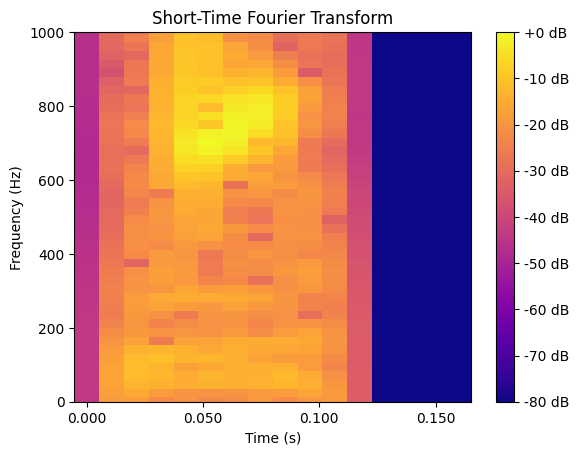 Short-Time Fourier Transform
1000
800
600
400
200
0
Frequency (Hz)
0.000
0.050
0.100
0.150
Time (s)
+0 dB
-10 dB
-20 dB
-30 dB
-40 dB
-50 dB
-60 dB
-70 dB
-80 dB